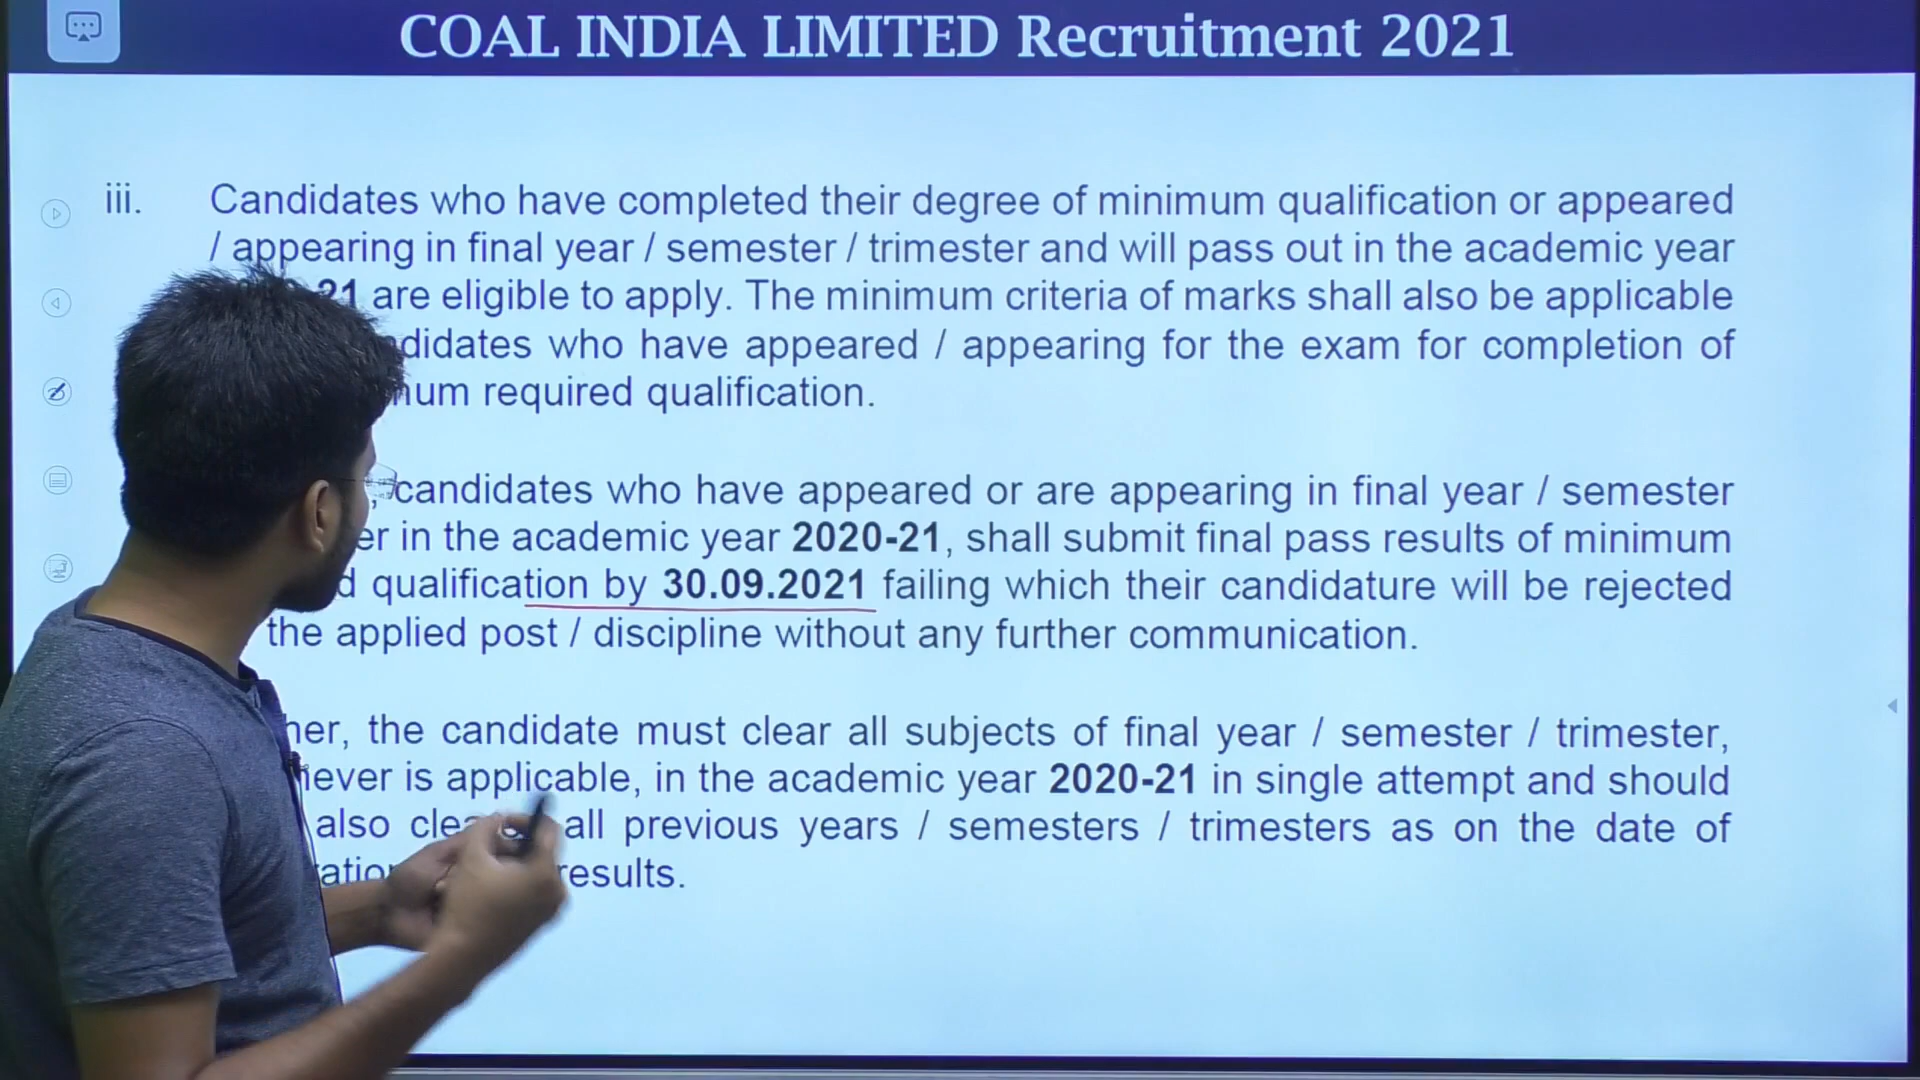 COAL INDIA LIMITED Recruitment 2021
iii. Candidates who have completed their degree of minimum qualification or appeared
/ appearing in final year / semester / trimester and will pass out in the academic year
21 are eligible to apply. The minimum criteria of marks shall also be applicable
didates who have appeared / appearing for the exam for completion of
num required qualification.
candidates who have appeared or are appearing in final year / semester
er in the academic year 2020-21, shall submit final pass results of minimum
d qualification by 30.09.2021 failing which their candidature will be rejected
the applied post / discipline without any further communication.
her, the candidate must clear all subjects of final year / semester / trimester,
never is applicable, in the academic year 2020-21 in single attempt and should
also all previous years / semesters / trimesters as on the date of
results.